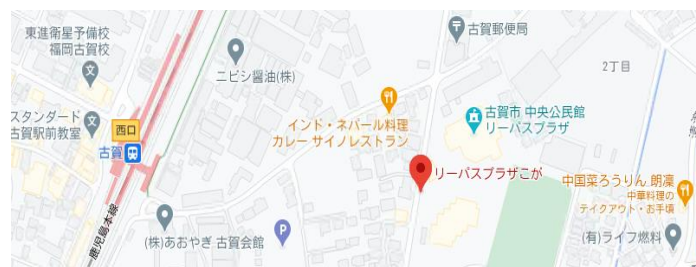 東進衛星予備校
福岡古賀校
ニビシ醤油(株)
古賀郵便局
2丁目
スタンダード
古賀駅前教室
西口
古賀
インド・ネパール料理
カレー サイノレストラン
古賀市 中央公民館
リーパスプラザ
リーパスプラザこが
中国菜ろうりん 朗凜
中華料理の
テイクアウト・お手頃
(株)あおやぎ 古賀会館
P
(有)ライフ燃料
鹿児島本線